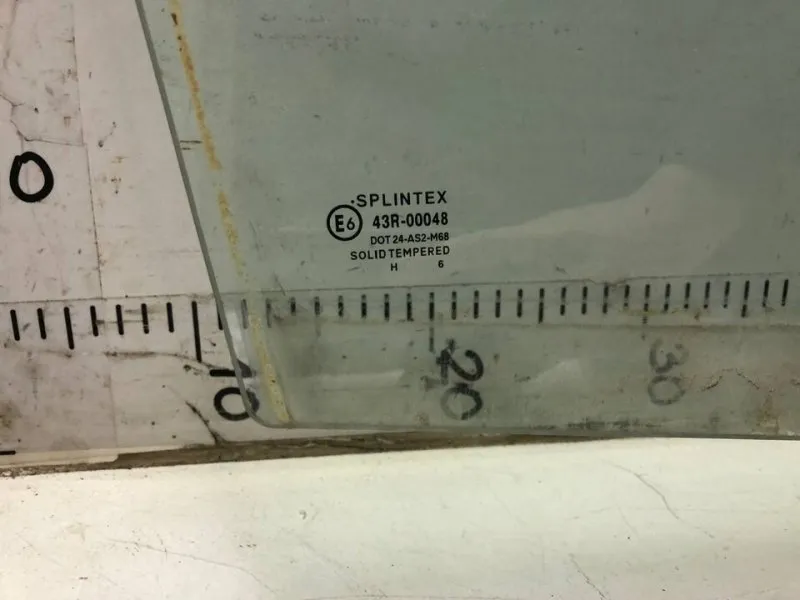 0
SPLINTEX
E6 43R-00048
DOT 24-AS2-M68
SOLID TEMPERED
H 6
10 20 30